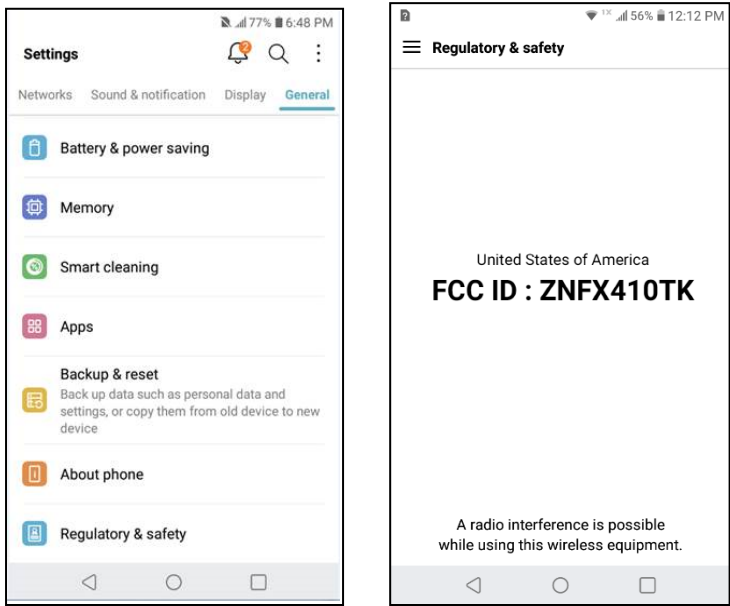 77% 6:48 PM
Settings
2
Networks Sound & notification Display General
Battery & power saving
Memory
Smart cleaning
Apps
Backup & reset
Back up data such as personal data and
settings, or copy them from old device to new
device
About phone
Regulatory & safety
1X 56% 12:12 PM
Regulatory & safety
United States of America
FCC ID : ZNFX410TK
A radio interference is possible
while using this wireless equipment.